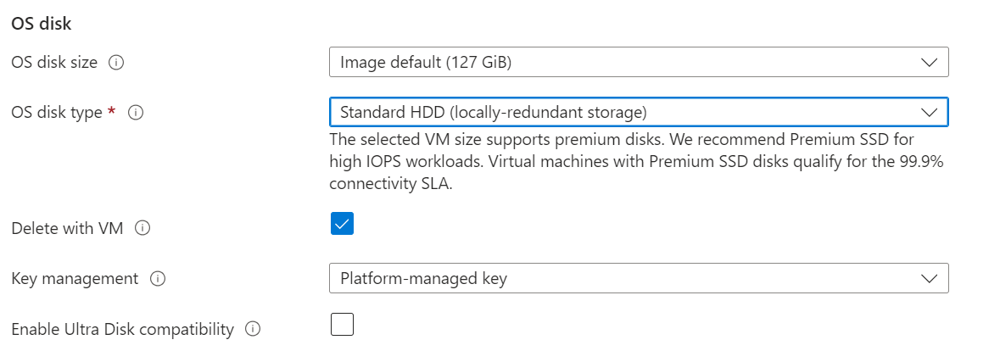 OS disk
OS disk size
Image default (127 GiB)
OS disk type *
Standard HDD (locally-redundant storage)
The selected VM size supports premium disks. We recommend Premium SSD for
high IOPS workloads. Virtual machines with Premium SSD disks qualify for the 99.9%
connectivity SLA.
Delete with VM
Key management
Platform-managed key
Enable Ultra Disk compatibility